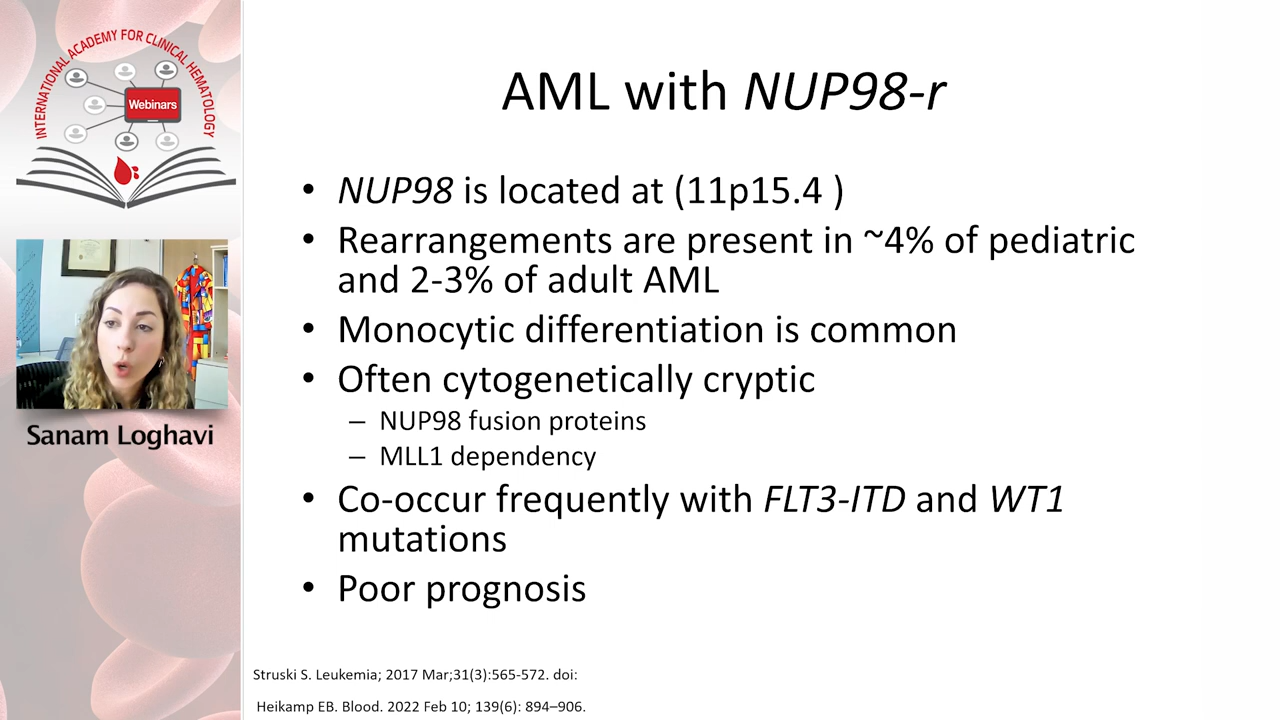 INTERNATIONAL ACADEMY FOR CLINICAL HEMATOLOGY
Webinars
Sanam Loghavi
AML with NUP98-r
• NUP98 is located at (11p15.4 )
• Rearrangements are present in ~4% of pediatric
and 2-3% of adult AML
• Monocytic differentiation is common
• Often cytogenetically cryptic
– NUP98 fusion proteins
– MLL1 dependency
• Co-occur frequently with FLT3-ITD and WT1
mutations
• Poor prognosis
Struski S. Leukemia; 2017 Mar;31(3):565-572. doi:
Heikamp EB. Blood. 2022 Feb 10; 139(6): 894–906.